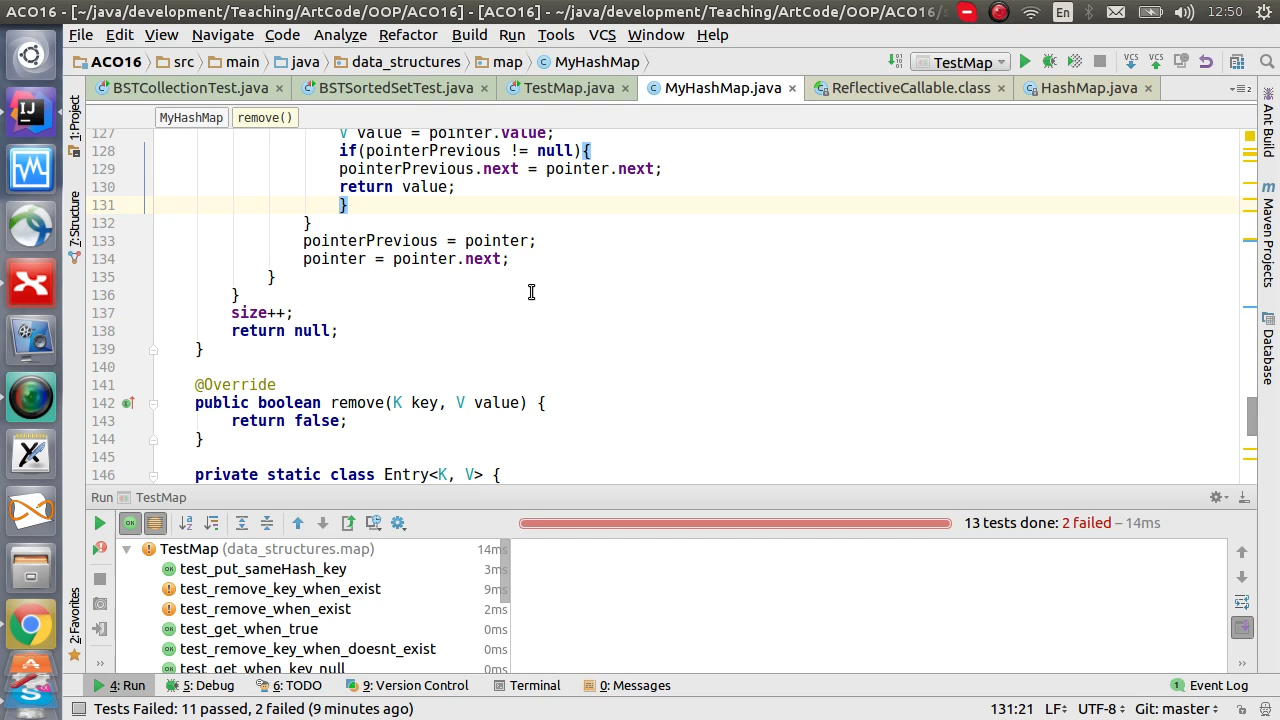 ACO16 - [~/java/development/Teaching/ArtCode/OOP/ACO16] - [ACO16] - ~/java/development/Teaching/ArtCode/OOP/ACO16/s
En 12:50
File Edit View Navigate Code Analyze Refactor Build Run Tools VCS Window Help
ACO16 src main java data_structures map MyHashMap
TestMap VCS VCS
BSTCollectionTest.java BSTSortedSetTest.java TestMap.java MyHashMap.java ReflectiveCallable.class HashMap.java
MyHashMap remove()
127 V value = pointer.value;
128 if(pointerPrevious != null){
129 pointerPrevious.next = pointer.next;
130 return value;
131 }
132 }
133 pointerPrevious = pointer;
134 pointer = pointer.next;
135 }
136 }
137 size++;
138 return null;
139 }
140
141 @Override
142 public boolean remove(K key, V value) {
143 return false;
144 }
145
146 private static class Entry<K, V> {
1: Project
7: Structure
2: Favorites
Ant Build
Maven Projects
Database
Run TestMap
13 tests done: 2 failed – 14ms
TestMap (data_structures.map) 14ms
test_put_sameHash_key 3ms
test_remove_key_when_exist 9ms
test_remove_when_exist 2ms
test_get_when_true 0ms
test_remove_key_when_doesnt_exist 0ms
test_get_when_key_null 0ms
4: Run 5: Debug 6: TODO 9: Version Control Terminal 0: Messages 1 Event Log
Tests Failed: 11 passed, 2 failed (9 minutes ago) 131:21 LF UTF-8 Git: master